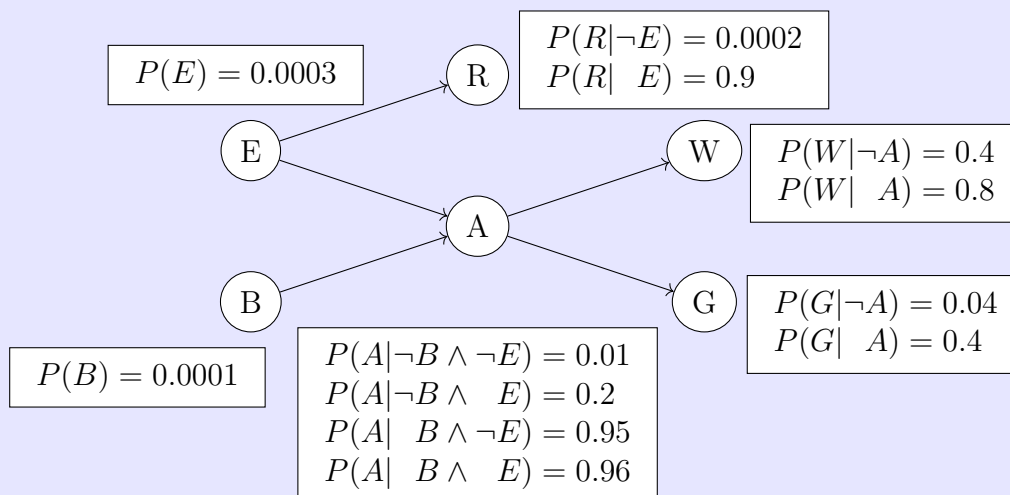 P(E) = 0.0003
R
P(R|¬E) = 0.0002
P(R| E) = 0.9
E
W
P(W|¬A) = 0.4
P(W| A) = 0.8
A
B
G
P(G|¬A) = 0.04
P(G| A) = 0.4
P(B) = 0.0001
P(A|¬B ∧ ¬E) = 0.01
P(A|¬B ∧ E) = 0.2
P(A| B ∧ ¬E) = 0.95
P(A| B ∧ E) = 0.96